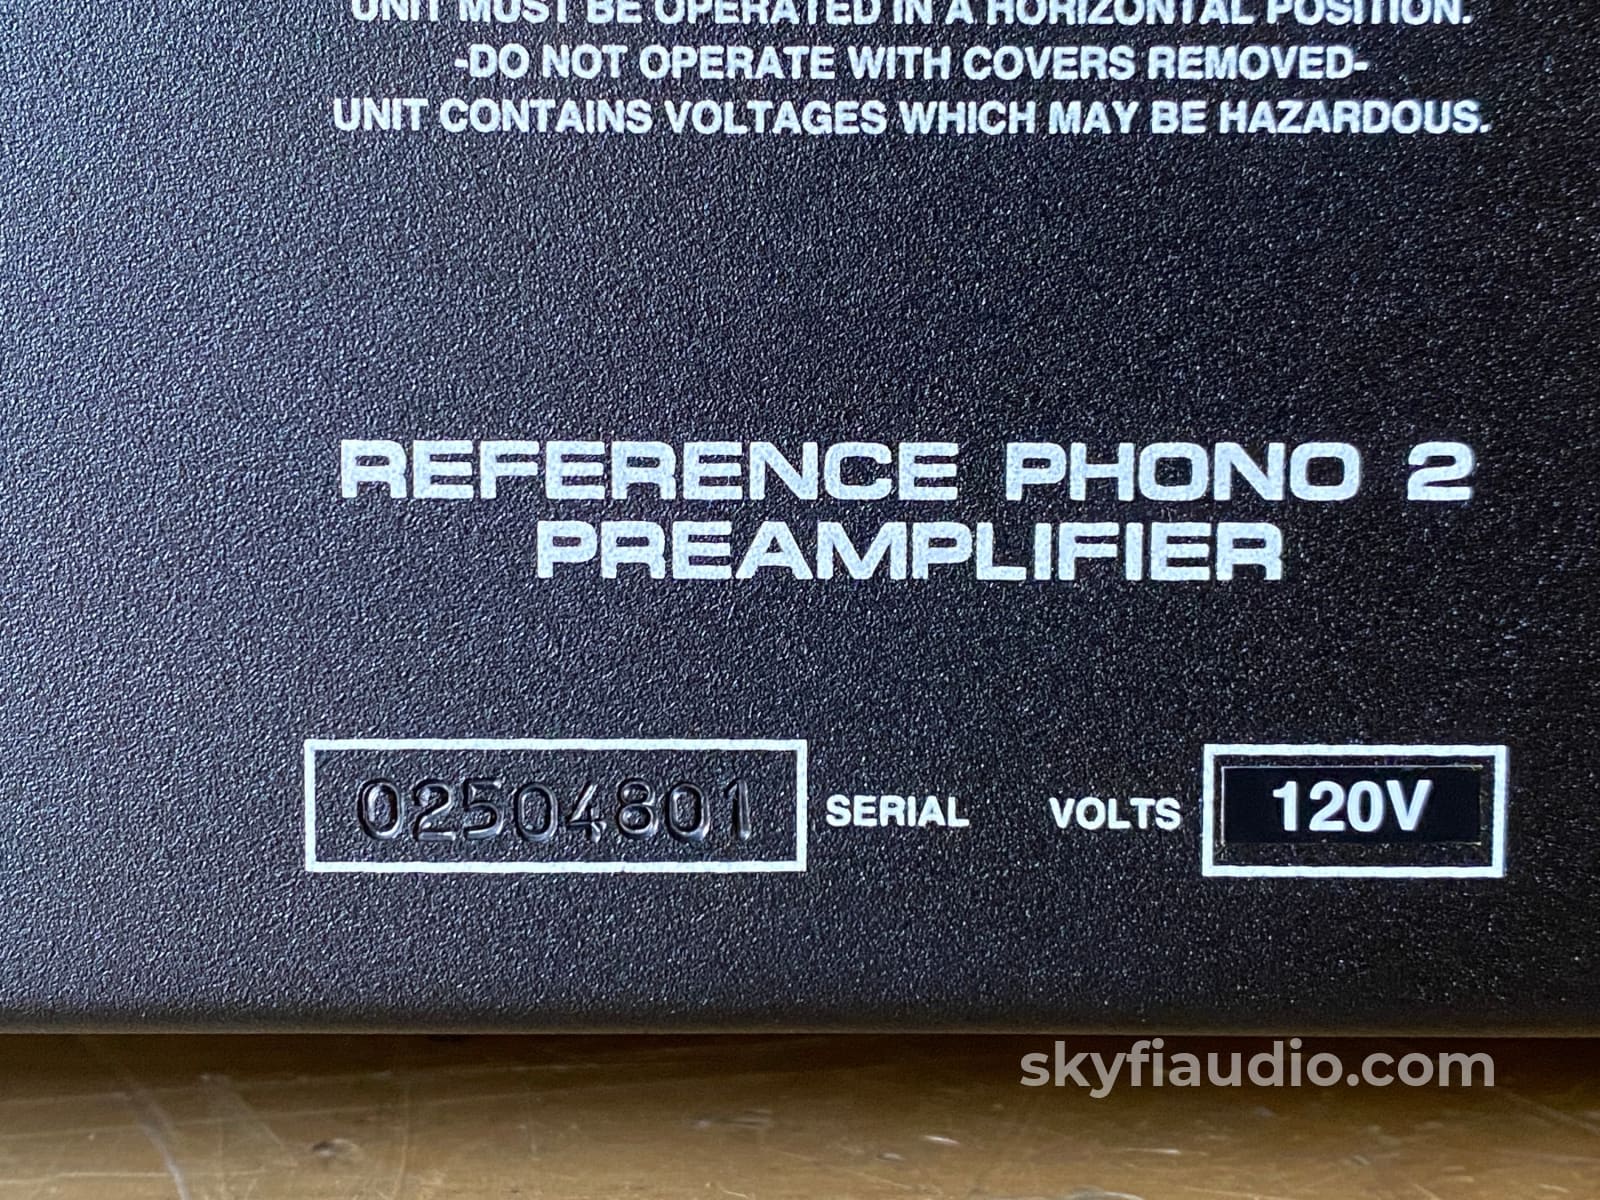 UNIT MUST BE OPERATED IN A HORIZONTAL POSITION.
-DO NOT OPERATE WITH COVERS REMOVED-
UNIT CONTAINS VOLTAGES WHICH MAY BE HAZARDOUS.
REFERENCE PHONO 2
PREAMPLIFIER
02504801 SERIAL VOLTS 120V
skyfiaudio.com